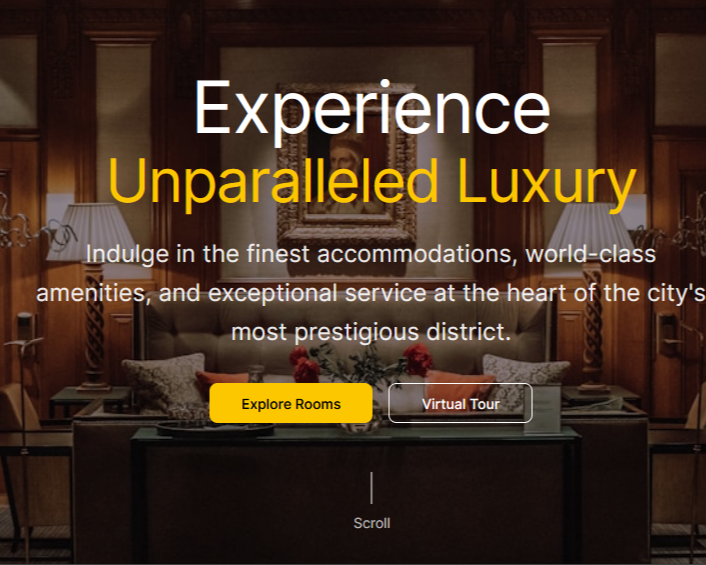 Experience
Unparalleled Luxury
Indulge in the finest accommodations, world-class
amenities, and exceptional service at the heart of the city's
most prestigious district.
Explore Rooms
Virtual Tour
Scroll